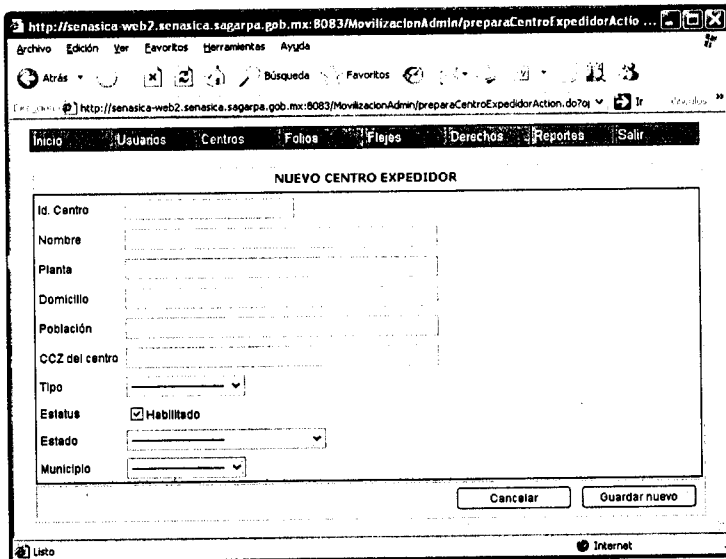 http://senasica-web2.senasica.sagarpa.gob.mx:8083/MovilizacionAdmin/preparaCentroExpedidorActio ...
Archivo Edición Ver Favoritos Herramientas Ayuda
Atrás Búsqueda Favoritos
http://senasica-web2.senasica.sagarpa.gob.mx:8083/MovilizacionAdmin/preparaCentroExpedidorAction.do?op Ir
Inicio Usuarios Centros Folios Flejes Derechos Reportes Salir
NUEVO CENTRO EXPEDIDOR
Id. Centro
Nombre
Planta
Domicilio
Población
CCZ del centro
Tipo
Estatus Habilitado
Estado
Municipio
Cancelar Guardar nuevo
Listo Internet